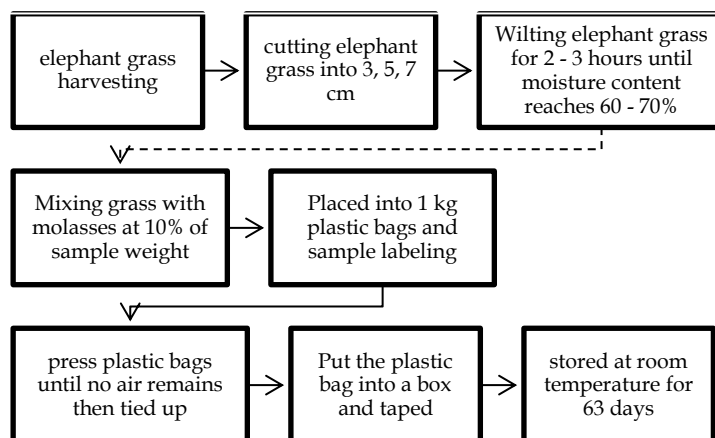 elephant grass
harvesting
cutting elephant
grass into 3, 5, 7
cm
Wilting elephant grass
for 2 - 3 hours until
moisture content
reaches 60 - 70%
Mixing grass with
molasses at 10% of
sample weight
Placed into 1 kg
plastic bags and
sample labeling
press plastic bags
until no air remains
then tied up
Put the plastic
bag into a box
and taped
stored at room
temperature for
63 days